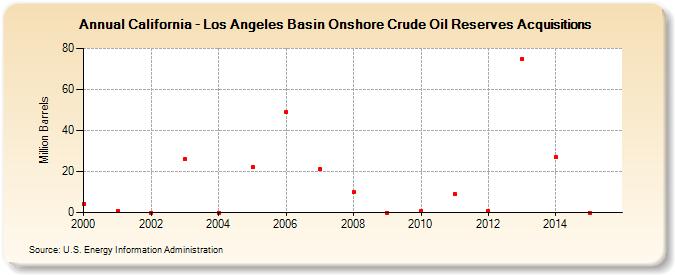 Annual California - Los Angeles Basin Onshore Crude Oil Reserves Acquisitions
Million Barrels
80
60
40
20
0
2000 2002 2004 2006 2008 2010 2012 2014
Source: U.S. Energy Information Administration